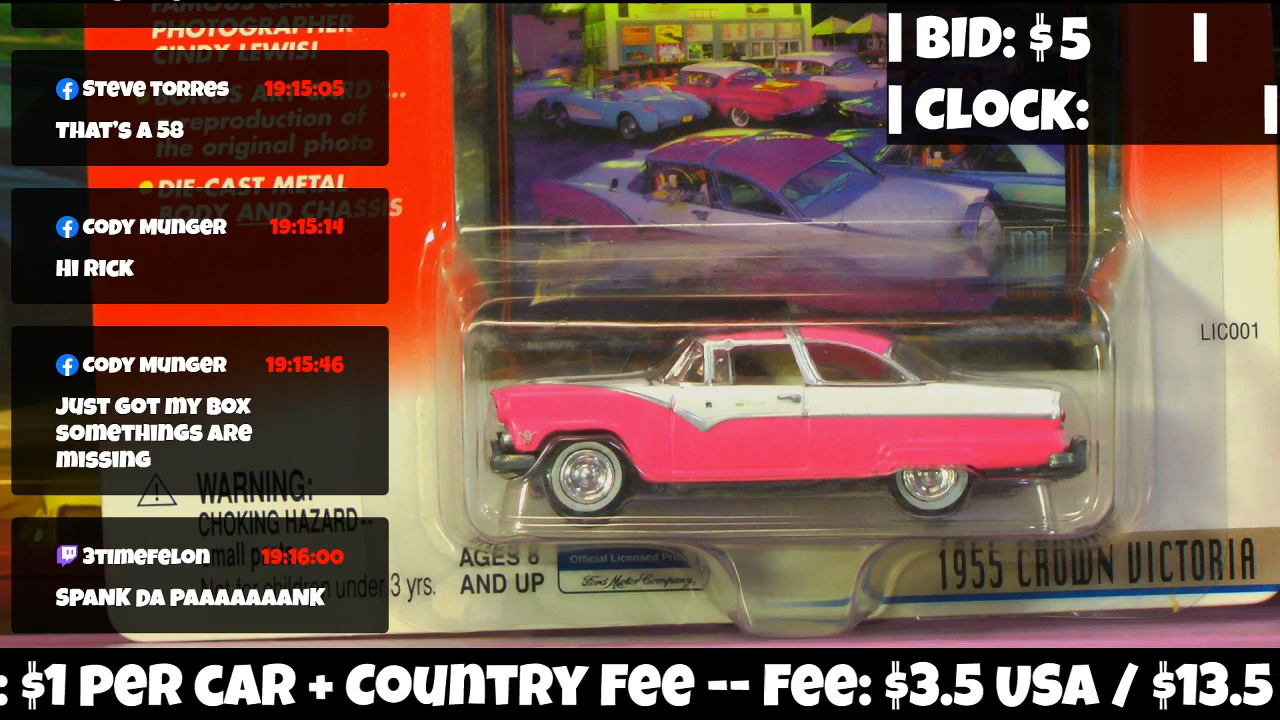 PHOTOGRAPHER
CINDY LEWIS!
Steve Torres 19:15:05
THAT'S A 58
BONUS ART CARD'S...
reproduction of
the original photo
DIE-CAST METAL
BODY AND CHASSIS
Cody Munger 19:15:14
HI RICK
Cody Munger 19:15:46
Just got my box
somethings are
missing
WARNING:
CHOKING HAZARD--
small
Not for children under 3 yrs.
3TimeFelon 19:16:00
SPANK DA PAAAAAAANK
| BID: $5 |
| CLOCK: |
LIC001
AGES 8
AND UP
Official Licensed
Ford Motor Company
1955 CROWN VICTORIA
: $1 PER CAR + COUNTRY FEE -- FEE: $3.5 USA / $13.5